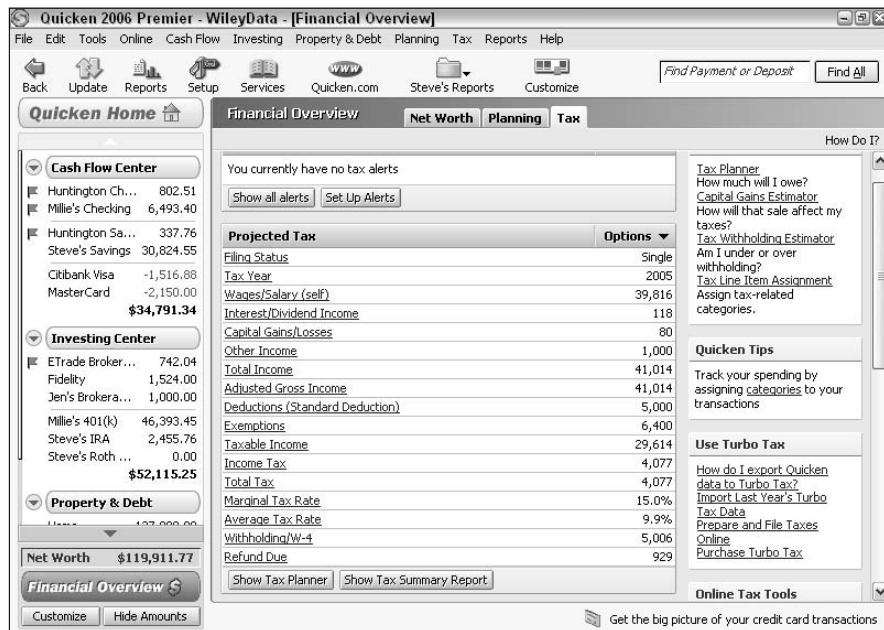 Quicken 2006 Premier - WileyData - [Financial Overview]
File Edit Tools Online Cash Flow Investing Property & Debt Planning Tax Reports Help
Back Update Reports Setup Services Quicken.com Steve's Reports Customize
Find Payment or Deposit Find All
Quicken Home
Cash Flow Center
Huntington Ch... 802.51
Millie's Checking 6,493.40
Huntington Sa... 337.76
Steve's Savings 30,824.55
Citibank Visa -1,516.88
MasterCard -2,150.00
$34,791.34
Investing Center
ETrade Broker... 742.04
Fidelity 1,524.00
Jen's Brokera... 1,000.00
Millie's 401(k) 46,393.45
Steve's IRA 2,455.76
Steve's Roth ... 0.00
$52,115.25
Property & Debt
Net Worth $119,911.77
Financial Overview
Customize Hide Amounts
Financial Overview
Net Worth Planning Tax
How Do I?
You currently have no tax alerts
Show all alerts Set Up Alerts
Projected Tax Options
Filing Status Single
Tax Year 2005
Wages/Salary (self) 39,816
Interest/Dividend Income 118
Capital Gains/Losses 80
Other Income 1,000
Total Income 41,014
Adjusted Gross Income 41,014
Deductions (Standard Deduction) 5,000
Exemptions 6,400
Taxable Income 29,614
Income Tax 4,077
Total Tax 4,077
Marginal Tax Rate 15.0%
Average Tax Rate 9.9%
Withholding/W-4 5,006
Refund Due 929
Show Tax Planner Show Tax Summary Report
Tax Planner
How much will I owe?
Capital Gains Estimator
How will that sale affect my
taxes?
Tax Withholding Estimator
Am I under or over
withholding?
Tax Line Item Assignment
Assign tax-related
categories.
Quicken Tips
Track your spending by
assigning categories to your
transactions
Use Turbo Tax
How do I export Quicken
data to Turbo Tax?
Import Last Year's Turbo
Tax Data
Prepare and File Taxes
Online
Purchase Turbo Tax
Online Tax Tools
Get the big picture of your credit card transactions